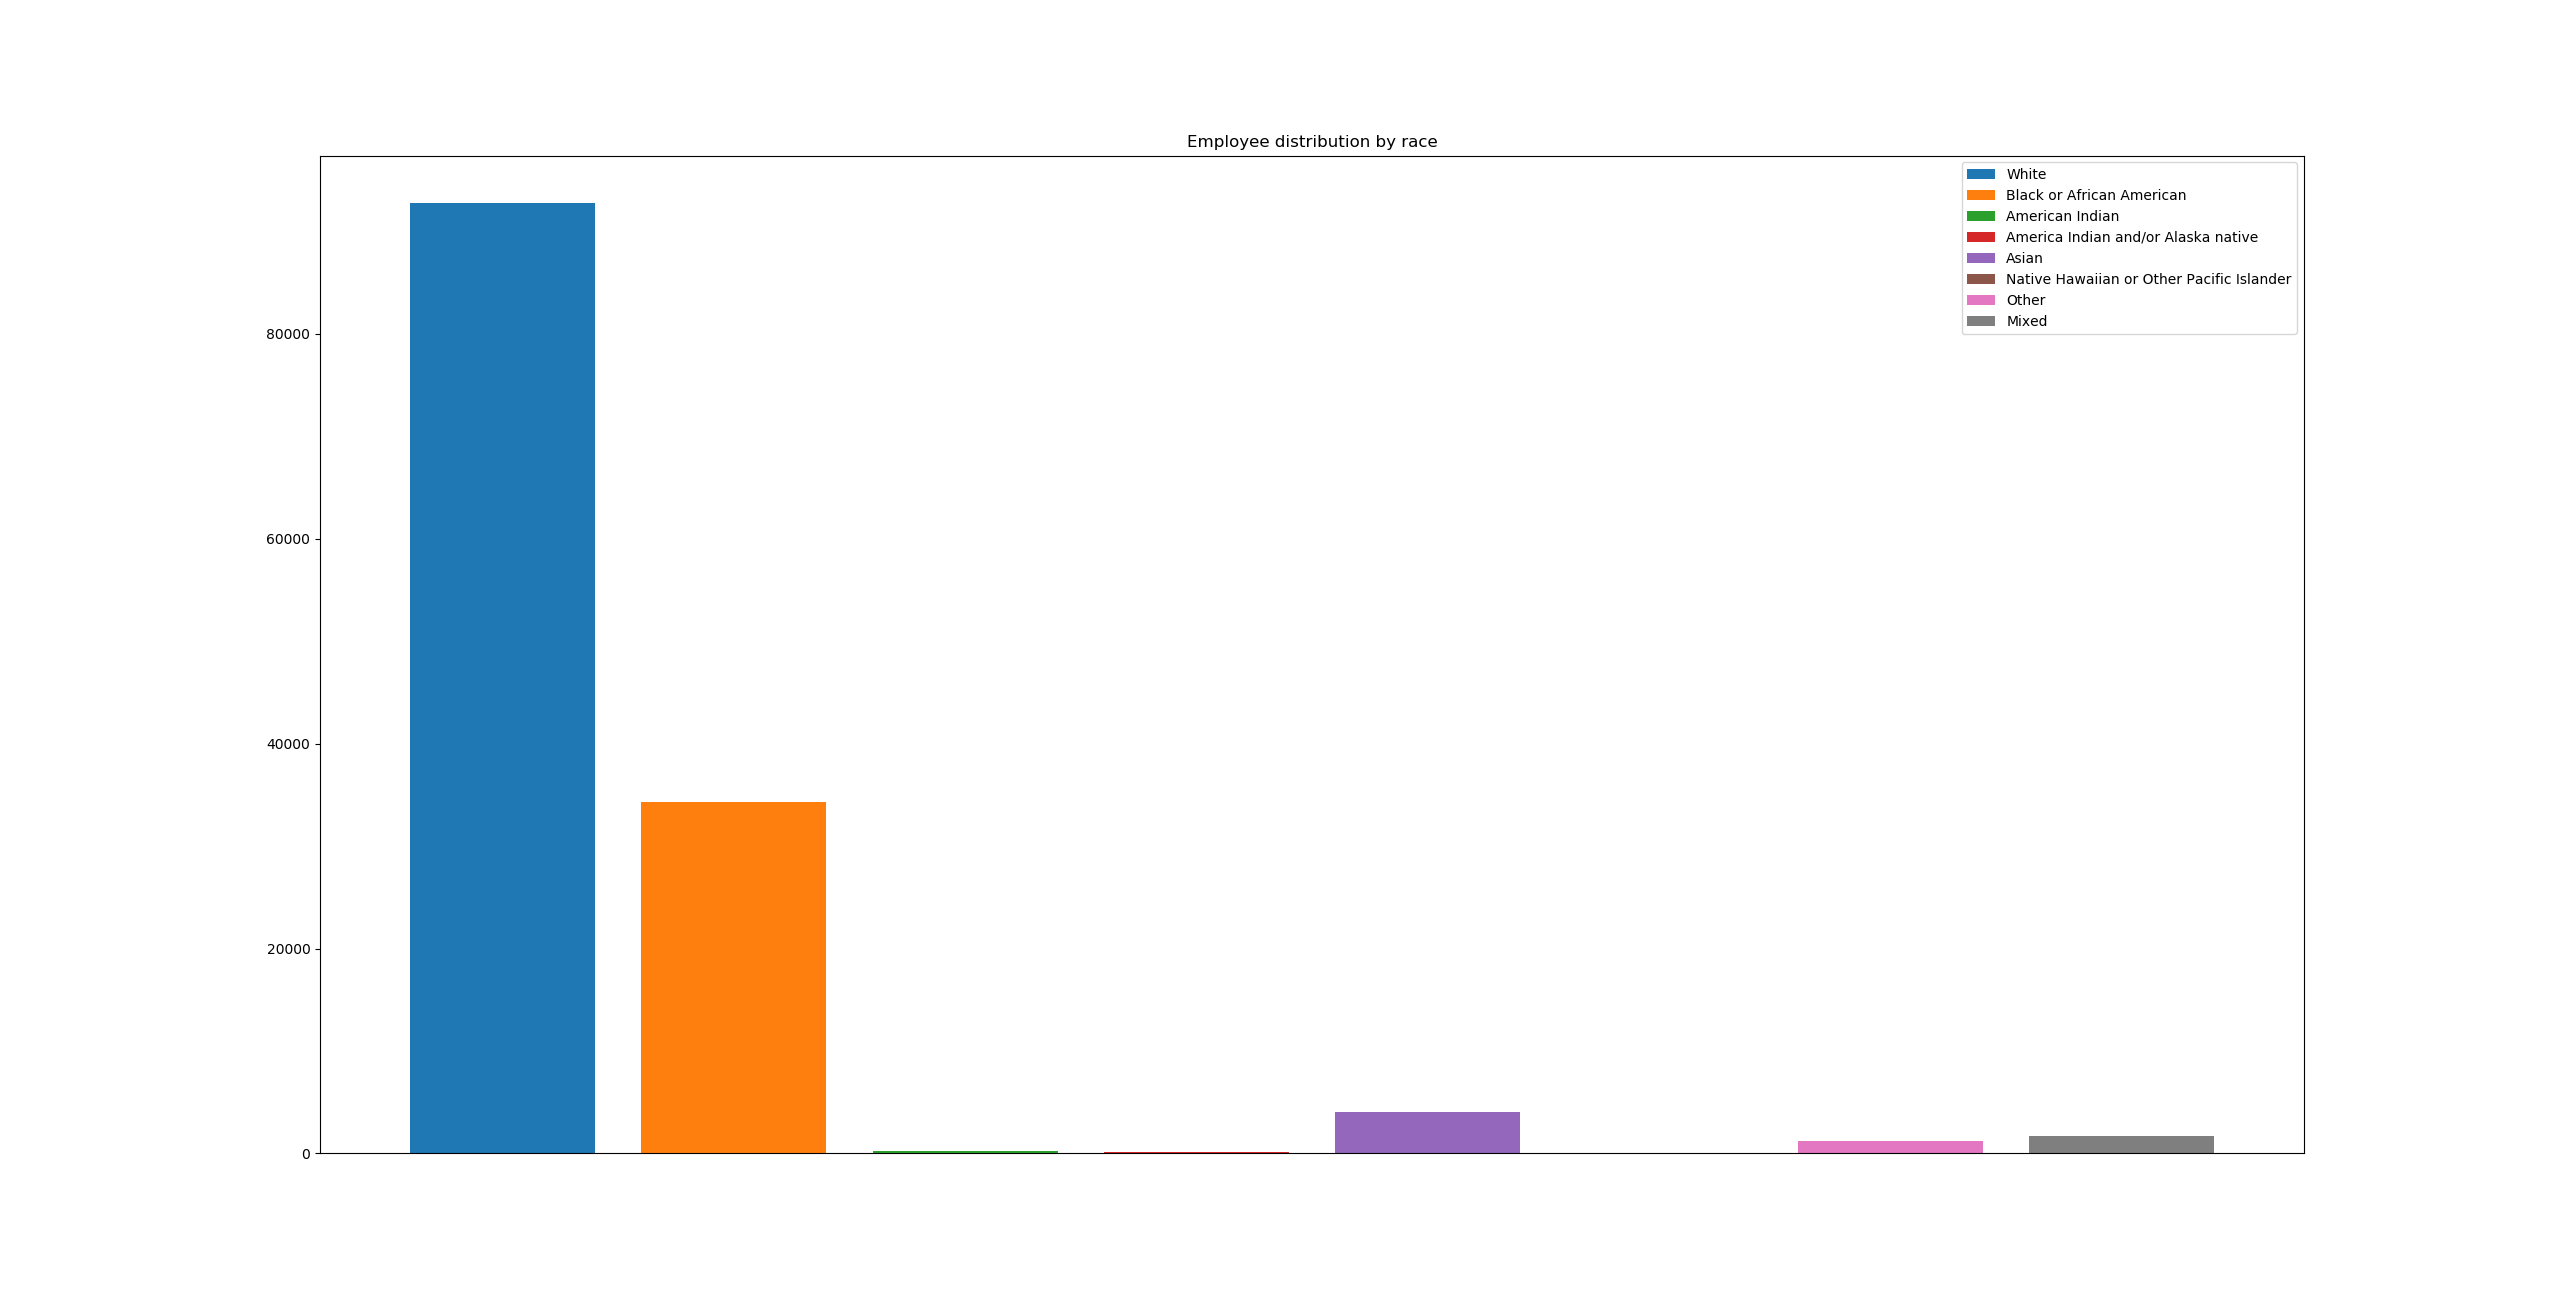 Employee distribution by race
White
Black or African American
American Indian
America Indian and/or Alaska native
Asian
Native Hawaiian or Other Pacific Islander
Other
Mixed
80000
60000
40000
20000
0